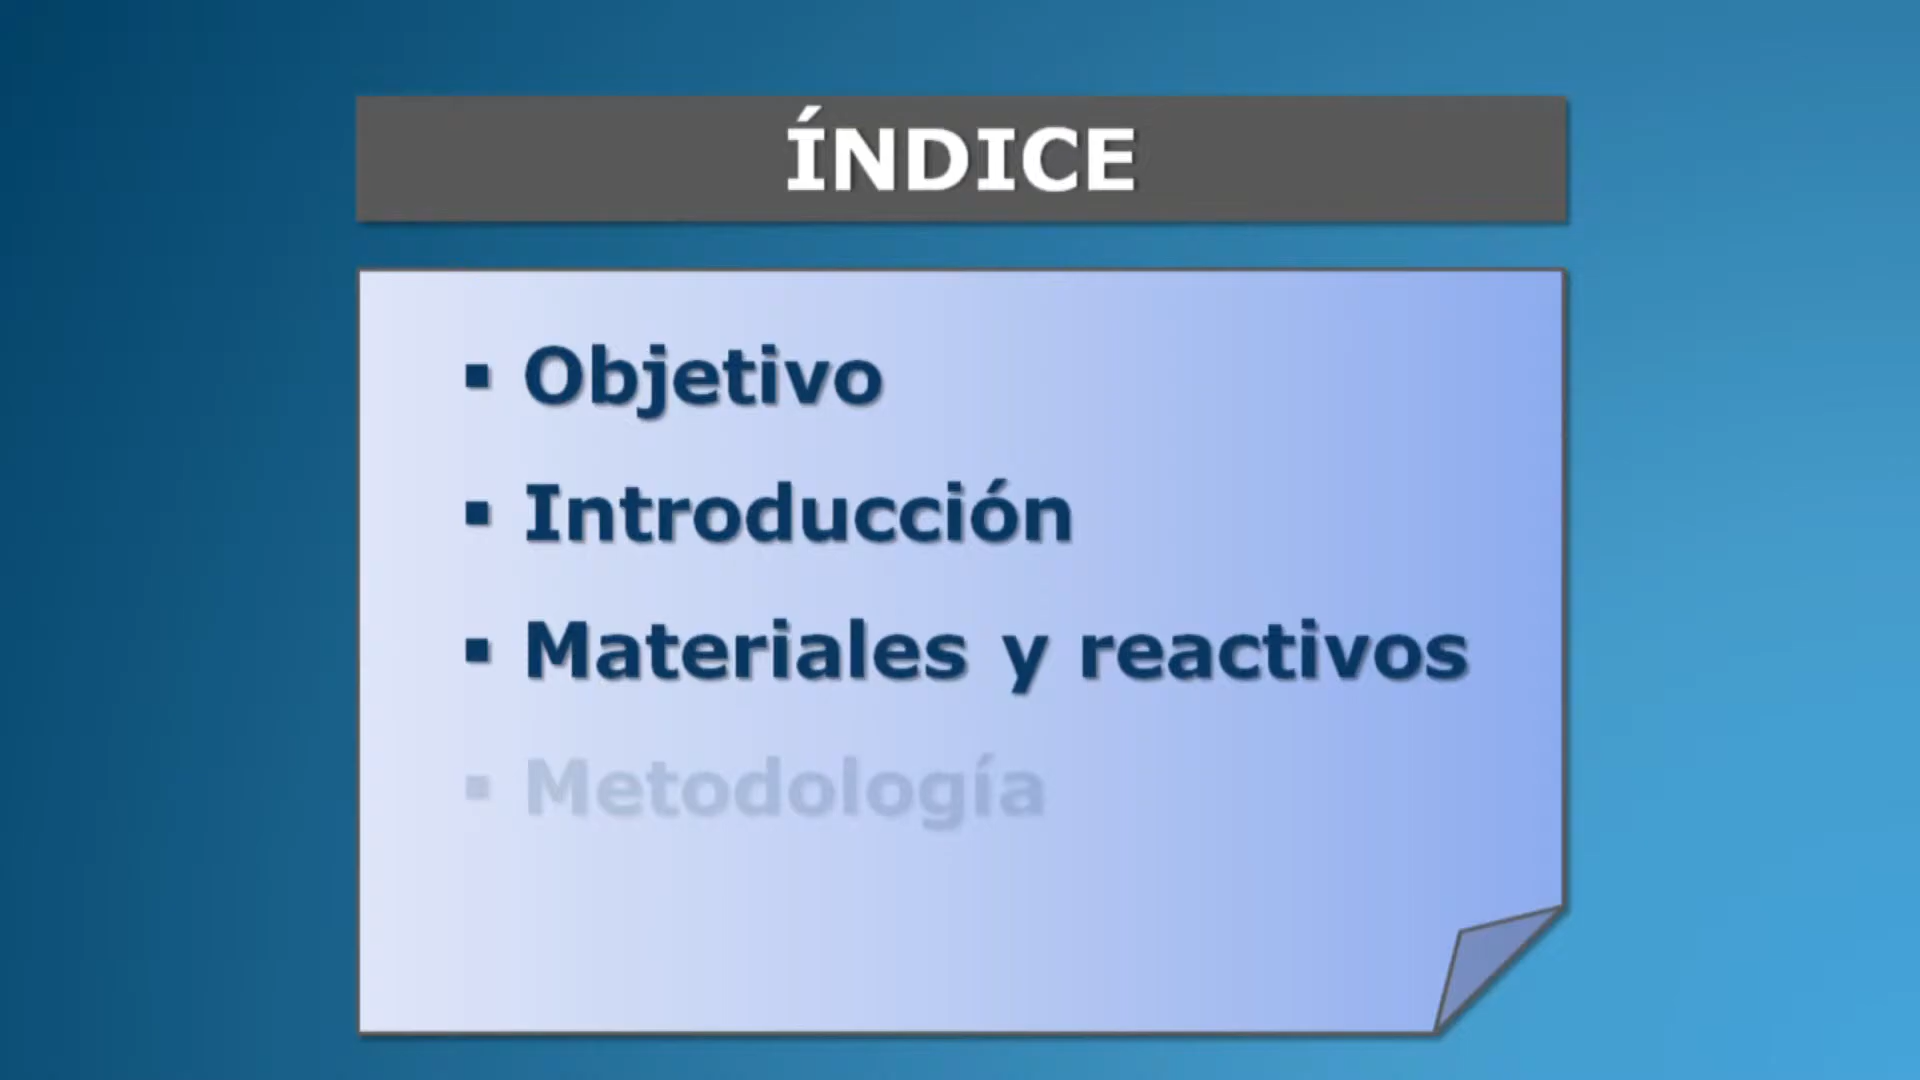 ÍNDICE
▪ Objetivo
▪ Introducción
▪ Materiales y reactivos
▪ Metodología